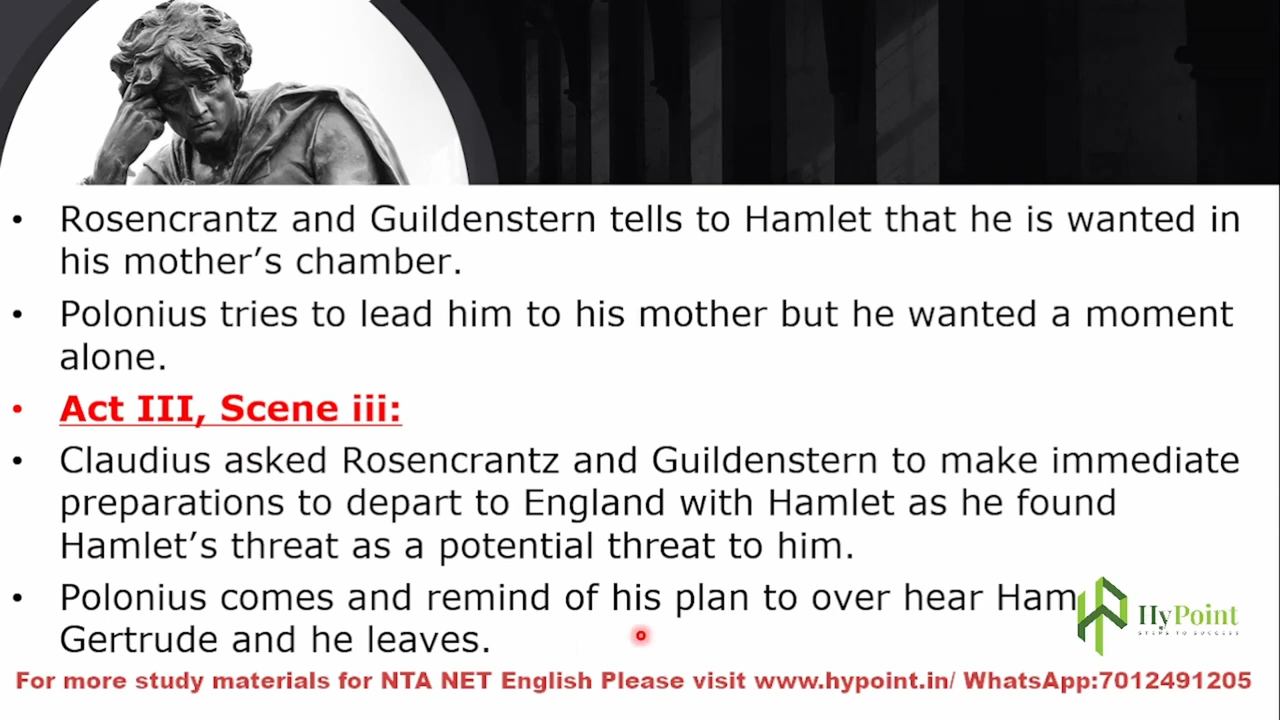 • Rosencrantz and Guildenstern tells to Hamlet that he is wanted in
his mother’s chamber.
• Polonius tries to lead him to his mother but he wanted a moment
alone.
• Act III, Scene iii:
• Claudius asked Rosencrantz and Guildenstern to make immediate
preparations to depart to England with Hamlet as he found
Hamlet’s threat as a potential threat to him.
• Polonius comes and remind of his plan to over hear Ham
HyPoint
STEPS TO SUCCESS
Gertrude and he leaves.
For more study materials for NTA NET English Please visit www.hypoint.in/ WhatsApp:7012491205